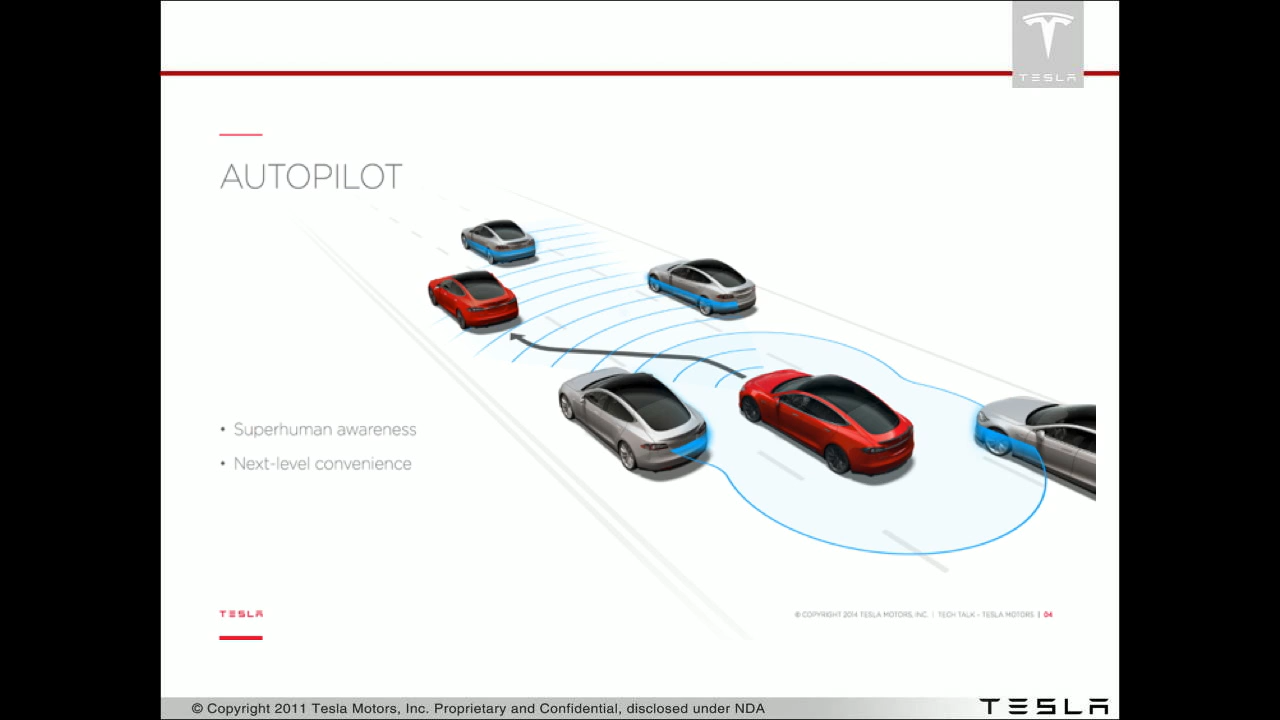 TESLA
AUTOPILOT
• Superhuman awareness
• Next-level convenience
TESLA
© COPYRIGHT 2014 TESLA MOTORS, INC. | TECH TALK - TESLA MOTORS | 04
© Copyright 2011 Tesla Motors, Inc. Proprietary and Confidential, disclosed under NDA
TESLA